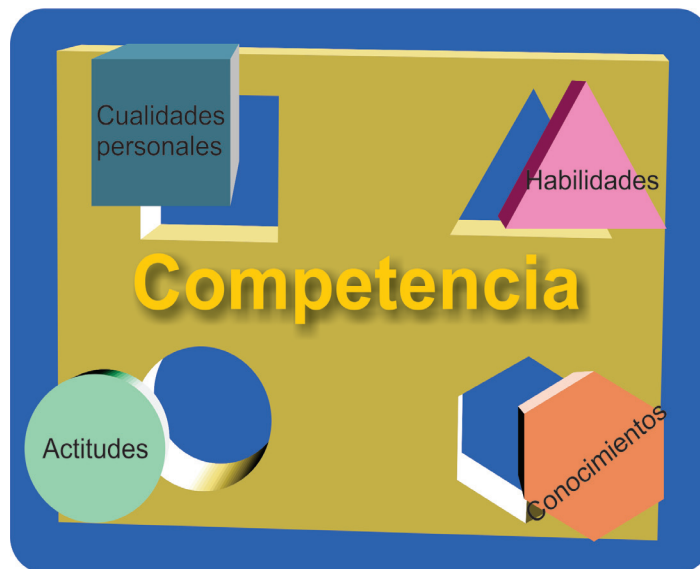 Cualidades
personales
Habilidades
Competencia
Actitudes
Conocimientos